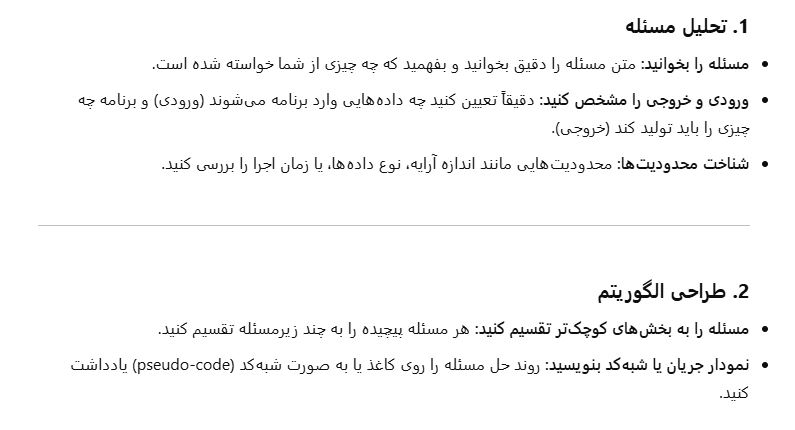 1. تحلیل مسئله
• مسئله را بخوانید: متن مسئله را دقیق بخوانید و بفهمید که چه چیزی از شما خواسته شده است.
• ورودی و خروجی را مشخص کنید: دقیقاً تعیین کنید چه داده‌هایی وارد برنامه می‌شوند (ورودی) و برنامه چه
چیزی را باید تولید کند (خروجی).
• شناخت محدودیت‌ها: محدودیت‌هایی مانند اندازه آرایه، نوع داده‌ها، یا زمان اجرا را بررسی کنید.
2. طراحی الگوریتم
• مسئله را به بخش‌های کوچک‌تر تقسیم کنید: هر مسئله پیچیده را به چند زیرمسئله تقسیم کنید.
• نمودار جریان یا شبه‌کد بنویسید: روند حل مسئله را روی کاغذ یا به صورت شبه‌کد (pseudo-code) یادداشت
کنید.